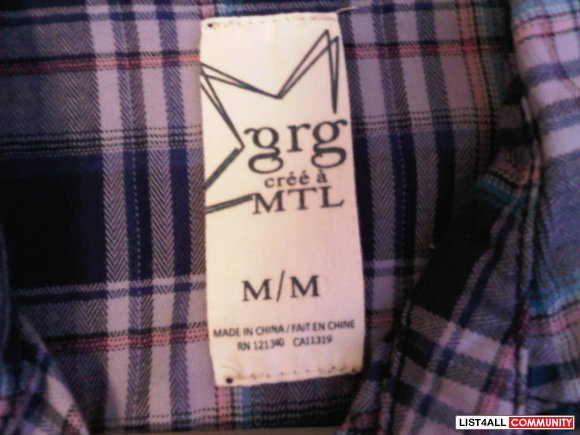 grg
créé à
MTL
M/M
MADE IN CHINA/FAIT EN CHINE
RN 121340 CA11319
LIST4ALL COMMUNITY